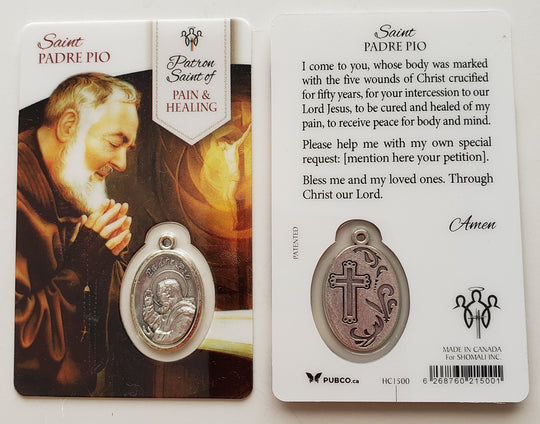 Saint
PADRE PIO
Patron
Saint of
PAIN &
HEALING
Saint
PADRE PIO
I come to you, whose body was marked
with the five wounds of Christ crucified
for fifty years, for your intercession to our
Lord Jesus, to be cured and healed of my
pain, to receive peace for body and mind.
Please help me with my own special
request: [mention here your petition].
Bless me and my loved ones. Through
Christ our Lord.
Amen
PATENTED
MADE IN CANADA
For SHOMALI INC.
PUBCO.ca
HC1500
6 268760 215001